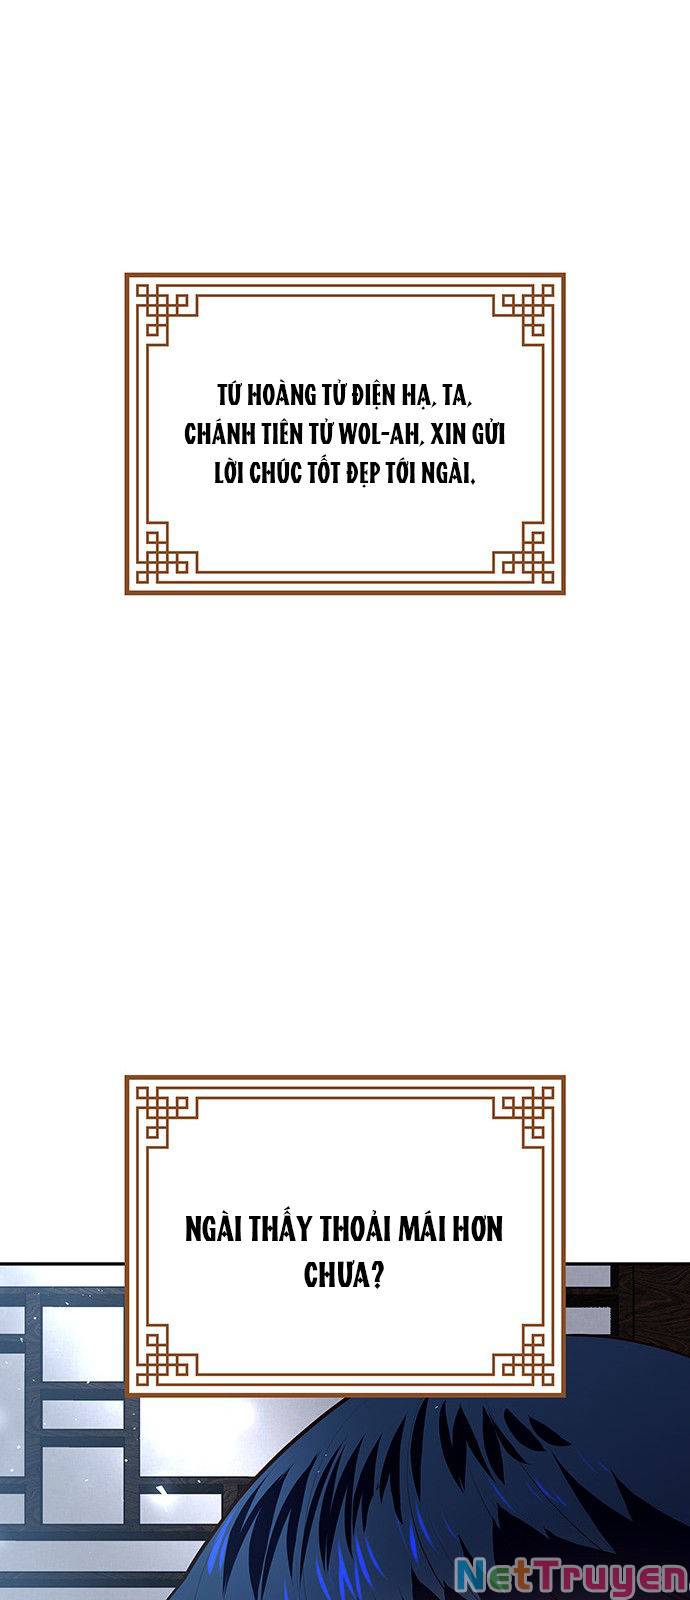 TỨ HOÀNG TỬ ĐIỆN HẠ, TA,
CHÁNH TIÊN TỬ WOL-AH, XIN GỬI
LỜI CHÚC TỐT ĐẸP TỚI NGÀI.
NGÀI THẤY THOẢI MÁI HƠN
CHƯA?
NetTruyen